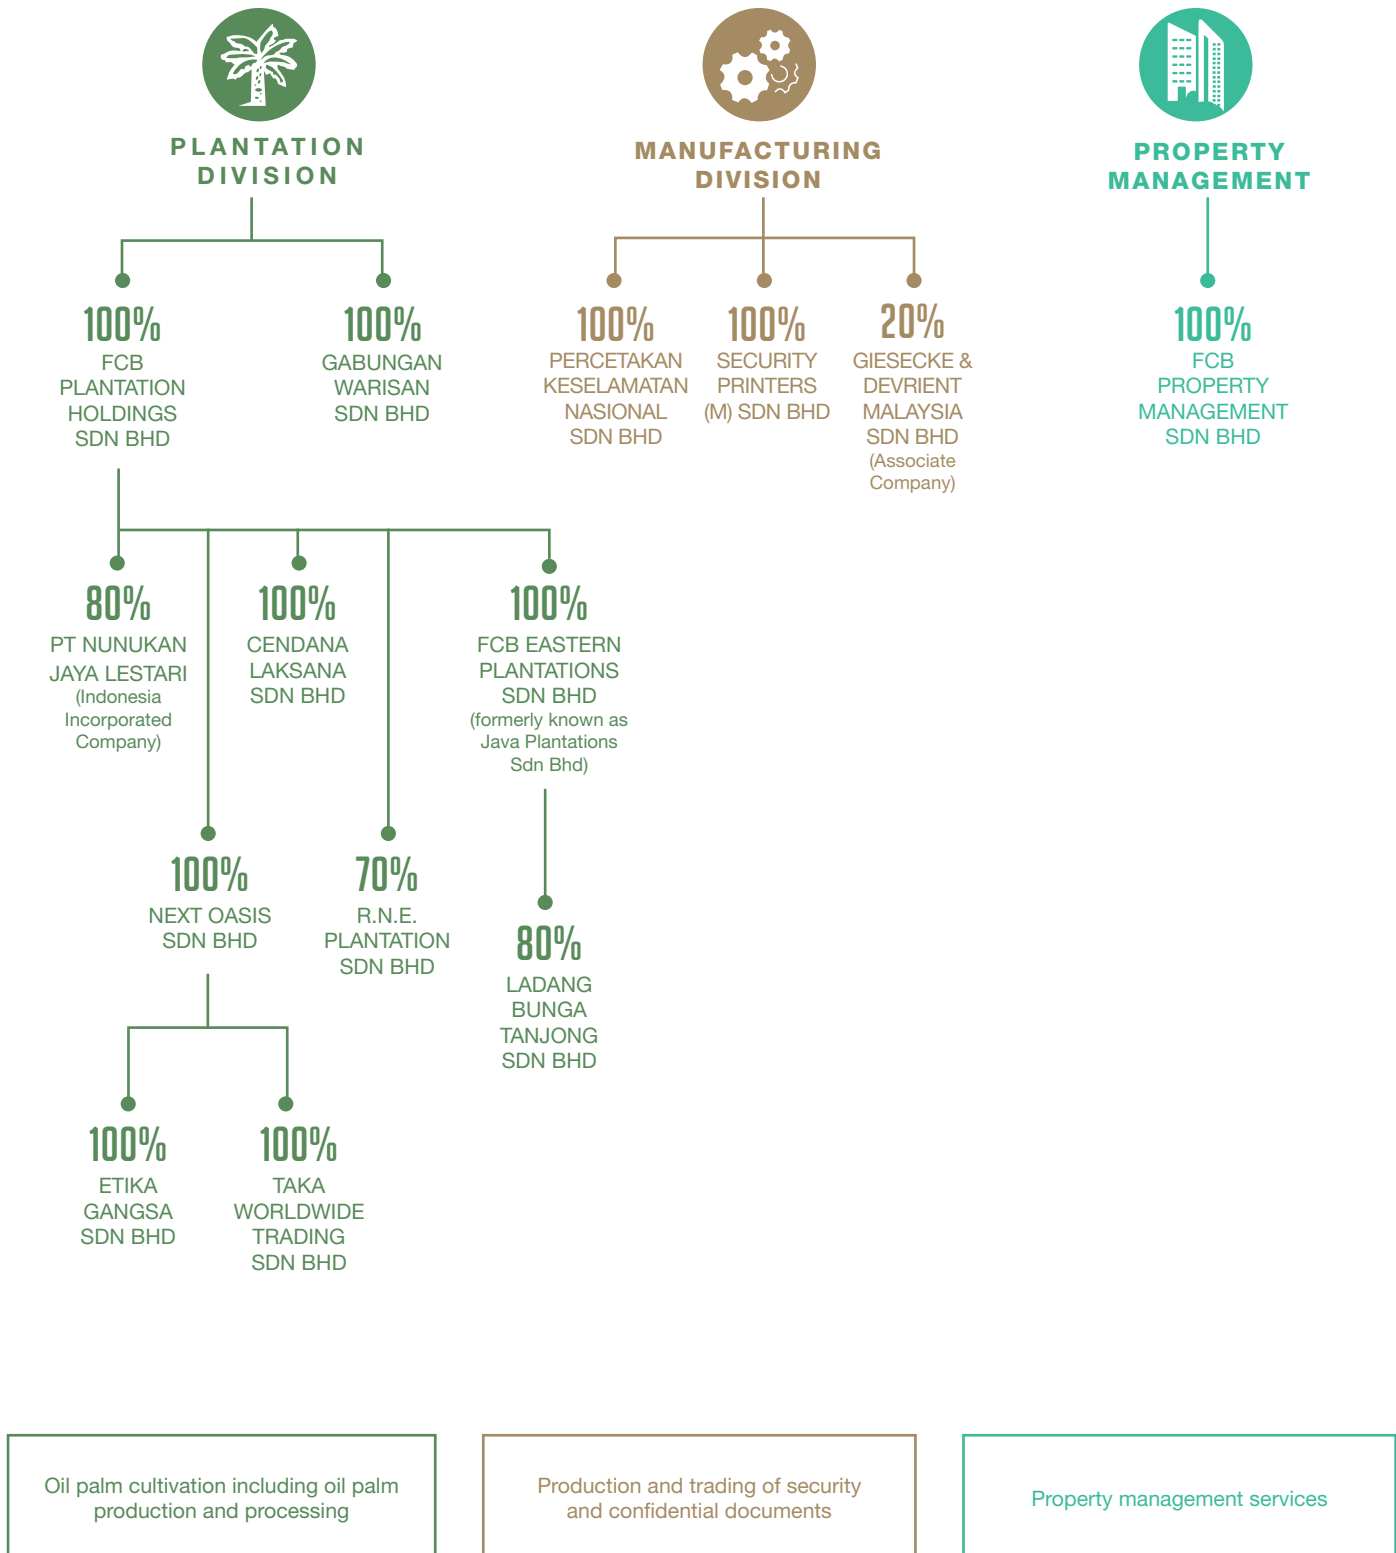 PLANTATION
DIVISION
100%
FCB
PLANTATION
HOLDINGS
SDN BHD
100%
GABUNGAN
WARISAN
SDN BHD
80%
PT NUNUKAN
JAYA LESTARI
(Indonesia
Incorporated
Company)
100%
CENDANA
LAKSANA
SDN BHD
100%
FCB EASTERN
PLANTATIONS
SDN BHD
(formerly known as
Java Plantations
Sdn Bhd)
100%
NEXT OASIS
SDN BHD
70%
R.N.E.
PLANTATION
SDN BHD
80%
LADANG
BUNGA
TANJONG
SDN BHD
100%
ETIKA
GANGSA
SDN BHD
100%
TAKA
WORLDWIDE
TRADING
SDN BHD
MANUFACTURING
DIVISION
100%
PERCETAKAN
KESELAMATAN
NASIONAL
SDN BHD
100%
SECURITY
PRINTERS
(M) SDN BHD
20%
GIESECKE &
DEVRIENT
MALAYSIA
SDN BHD
(Associate
Company)
PROPERTY
MANAGEMENT
100%
FCB
PROPERTY
MANAGEMENT
SDN BHD
Oil palm cultivation including oil palm
production and processing
Production and trading of security
and confidential documents
Property management services